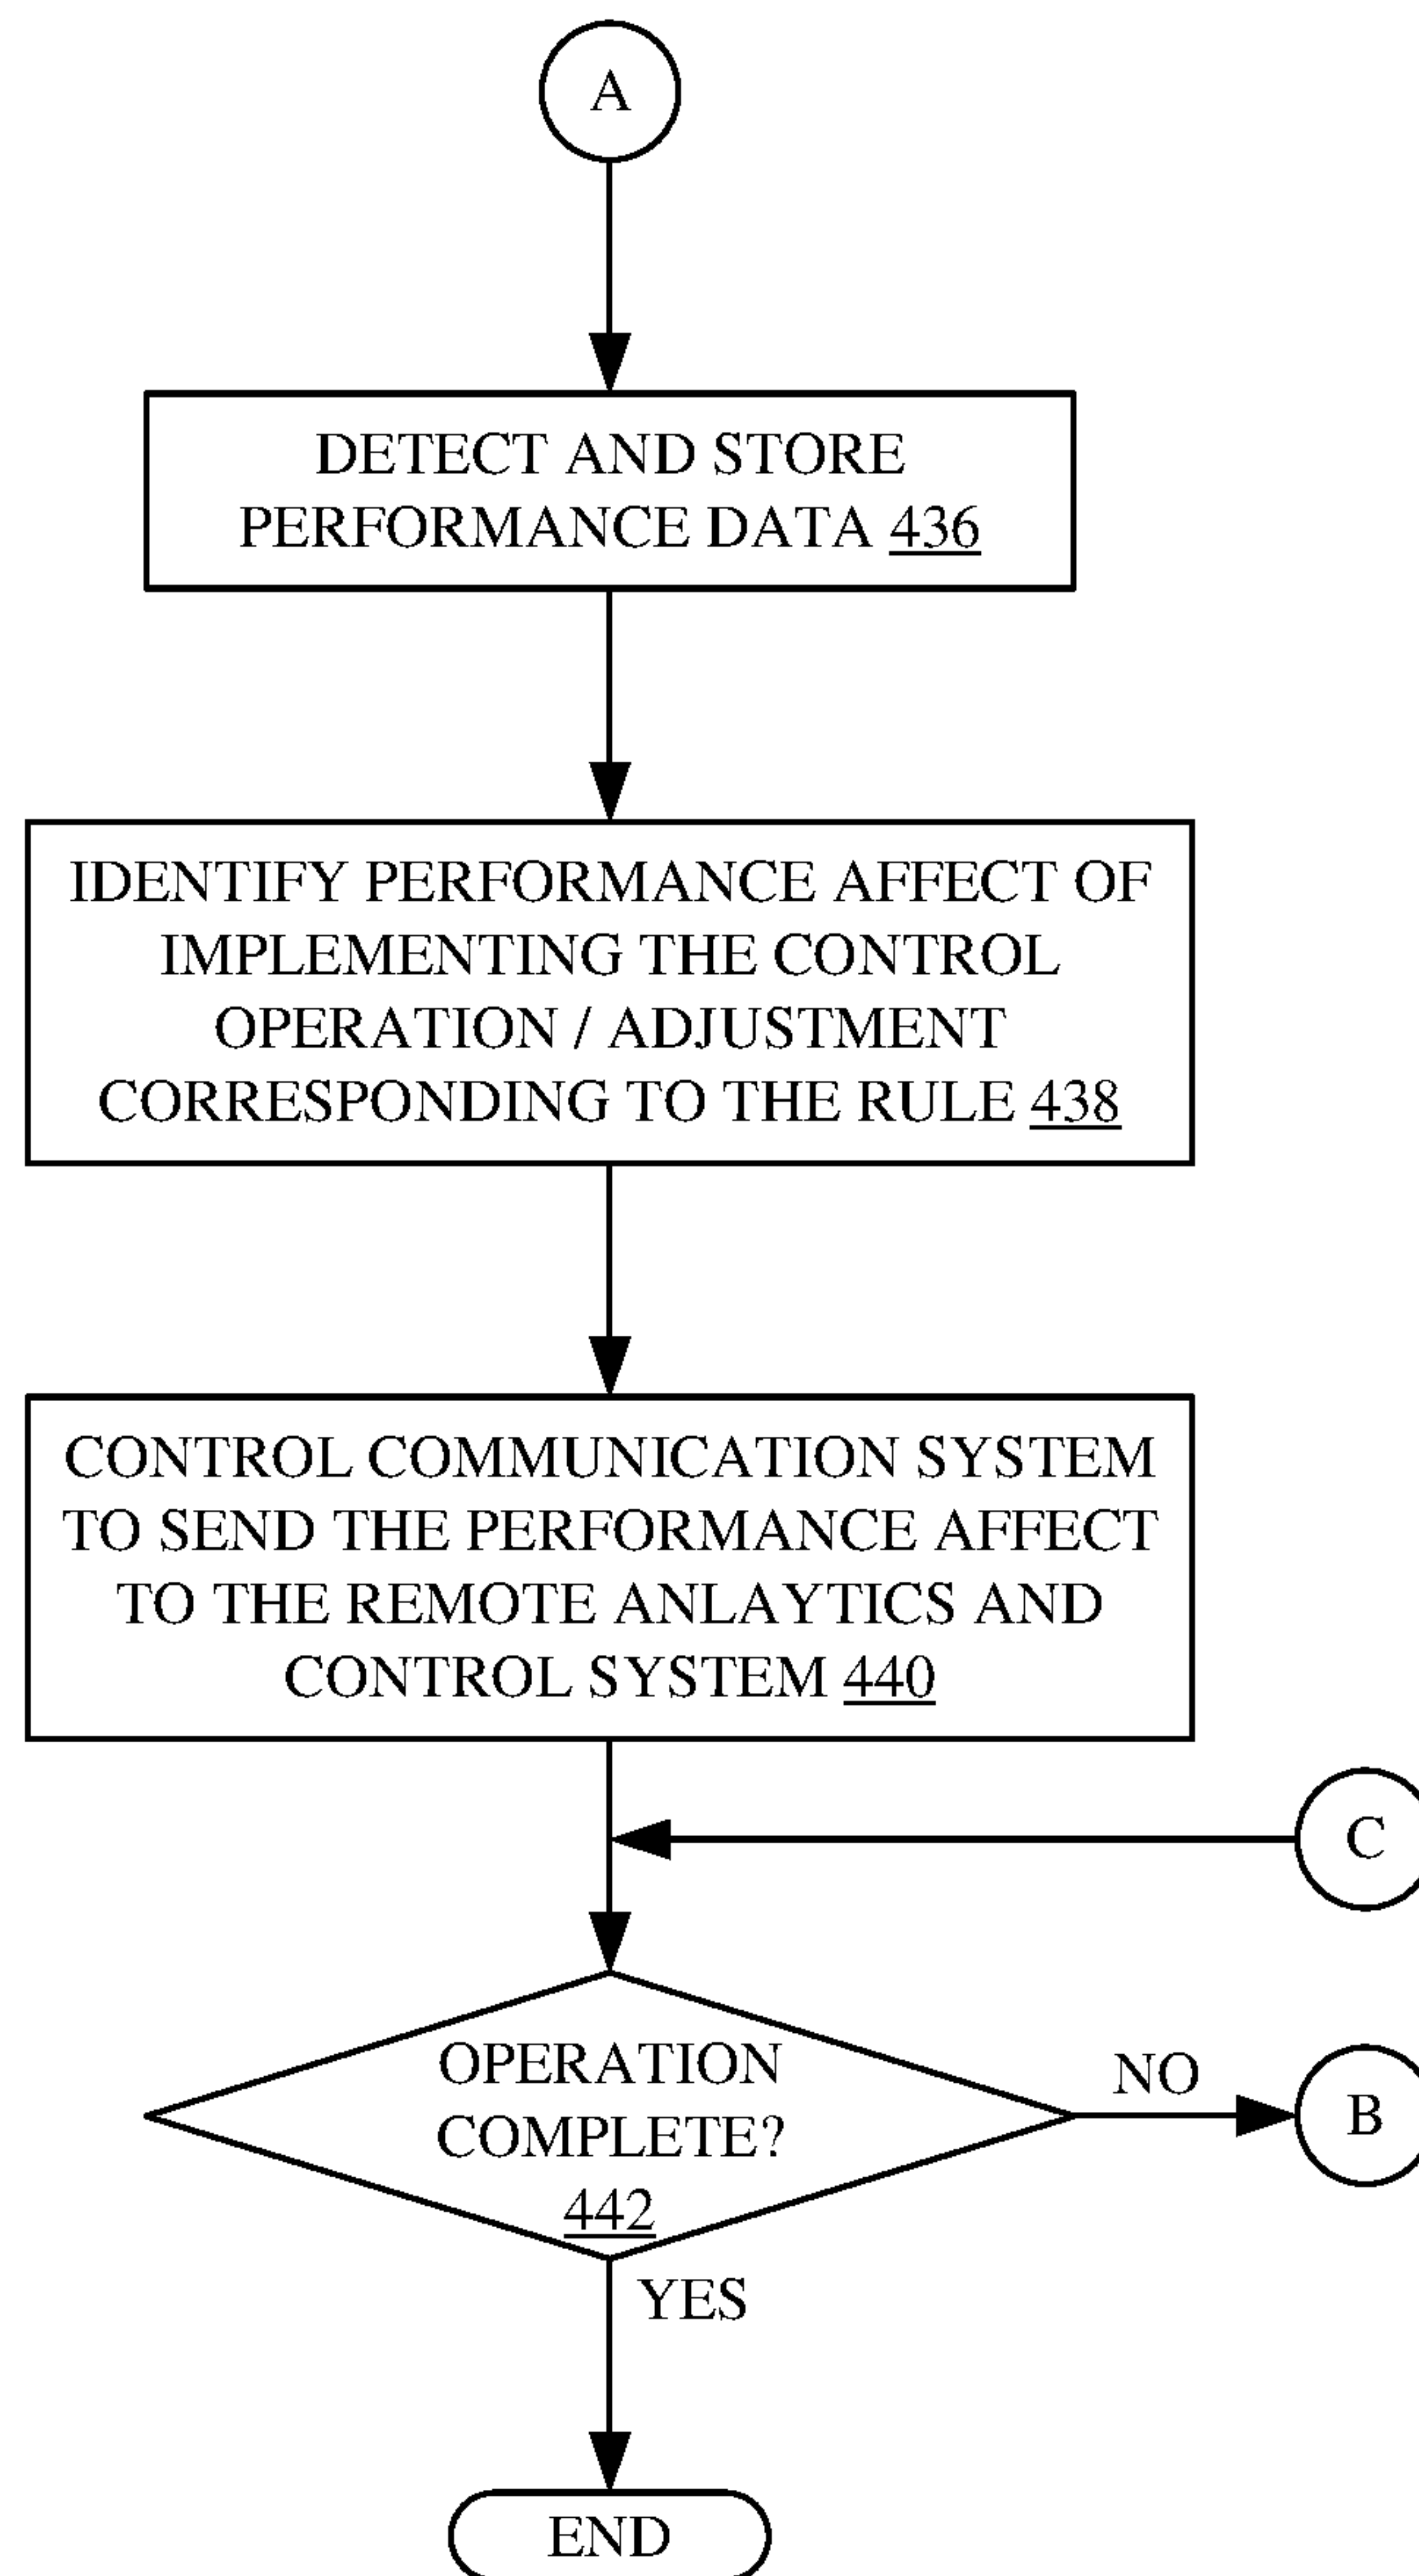 A
DETECT AND STORE
PERFORMANCE DATA 436
IDENTIFY PERFORMANCE AFFECT OF
IMPLEMENTING THE CONTROL
OPERATION / ADJUSTMENT
CORRESPONDING TO THE RULE 438
CONTROL COMMUNICATION SYSTEM
TO SEND THE PERFORMANCE AFFECT
TO THE REMOTE ANLAYTICS AND
CONTROL SYSTEM 440
C
OPERATION
COMPLETE?
442
NO
B
YES
END